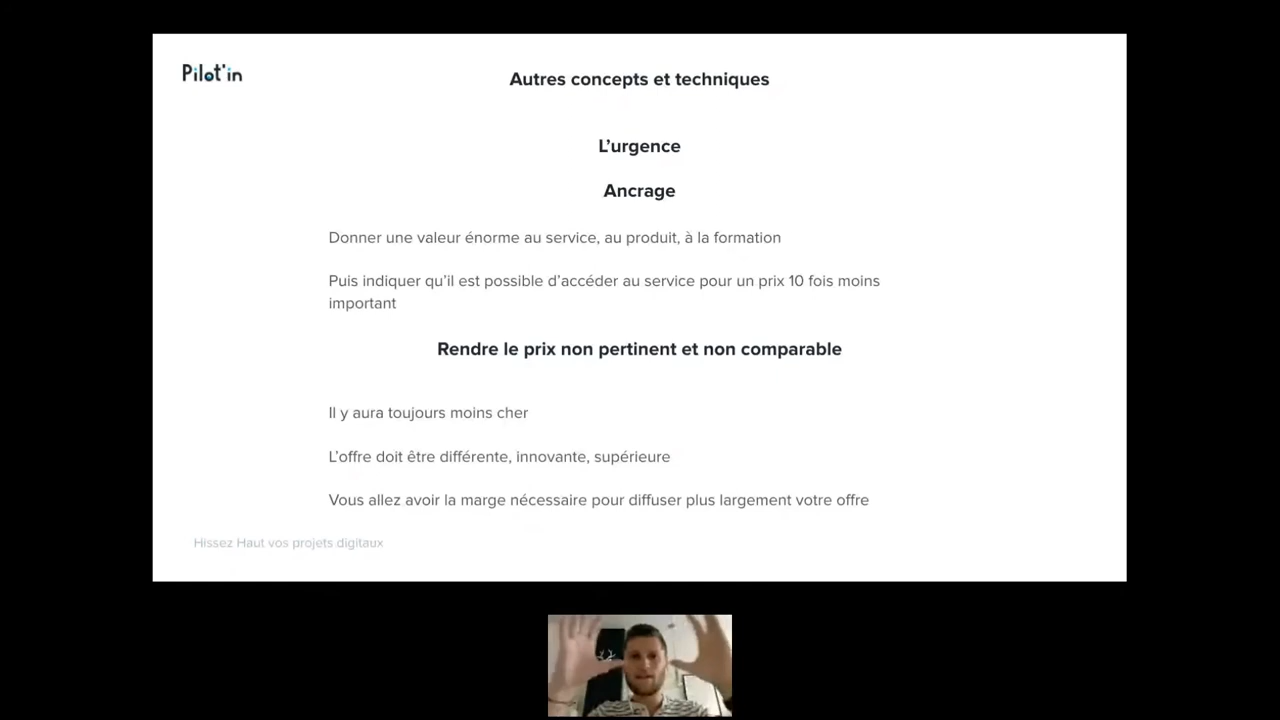 Pilot'in
Autres concepts et techniques
L’urgence
Ancrage
Donner une valeur énorme au service, au produit, à la formation
Puis indiquer qu’il est possible d’accéder au service pour un prix 10 fois moins
important
Rendre le prix non pertinent et non comparable
Il y aura toujours moins cher
L’offre doit être différente, innovante, supérieure
Vous allez avoir la marge nécessaire pour diffuser plus largement votre offre
Hissez Haut vos projets digitaux